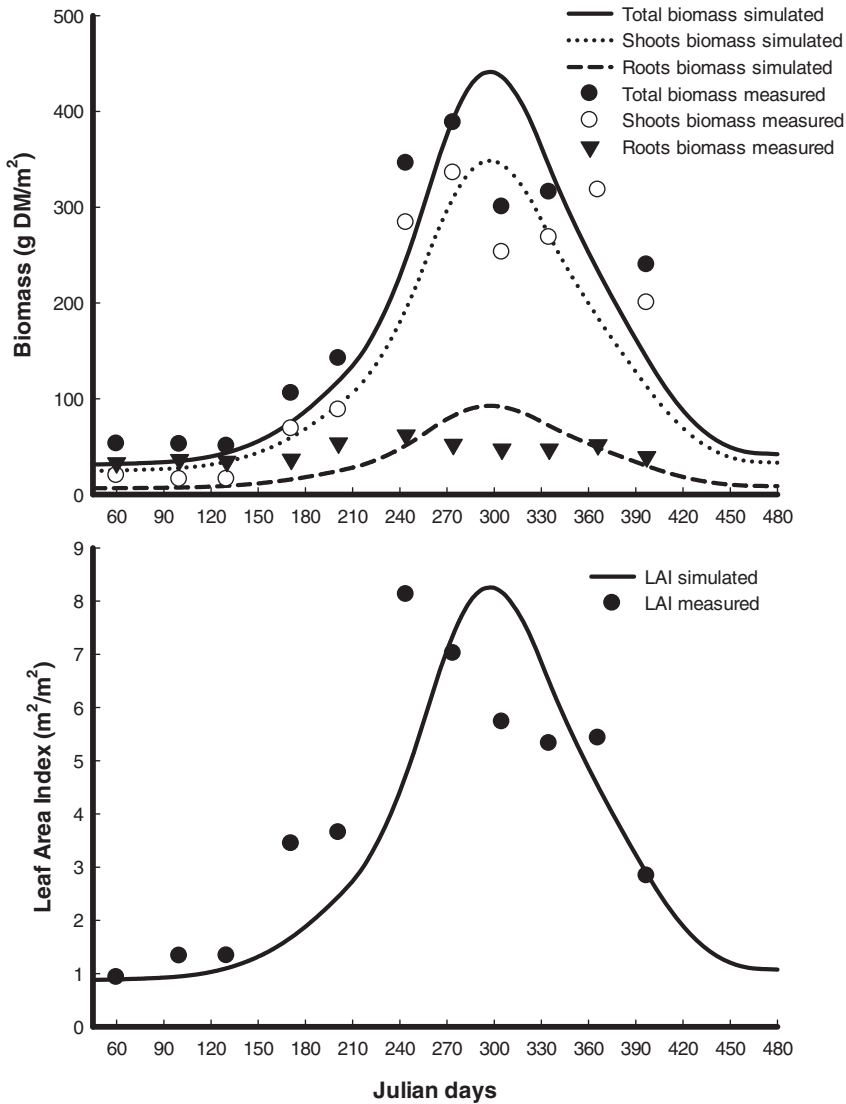 500
400
300
200
100
0
Biomass (g DM/m²)
Total biomass simulated
Shoots biomass simulated
Roots biomass simulated
Total biomass measured
Shoots biomass measured
Roots biomass measured
60 90 120 150 180 210 240 270 300 330 360 390 420 450 480
9
8
7
6
5
4
3
2
1
0
Leaf Area Index (m²/m²)
LAI simulated
LAI measured
60 90 120 150 180 210 240 270 300 330 360 390 420 450 480
Julian days